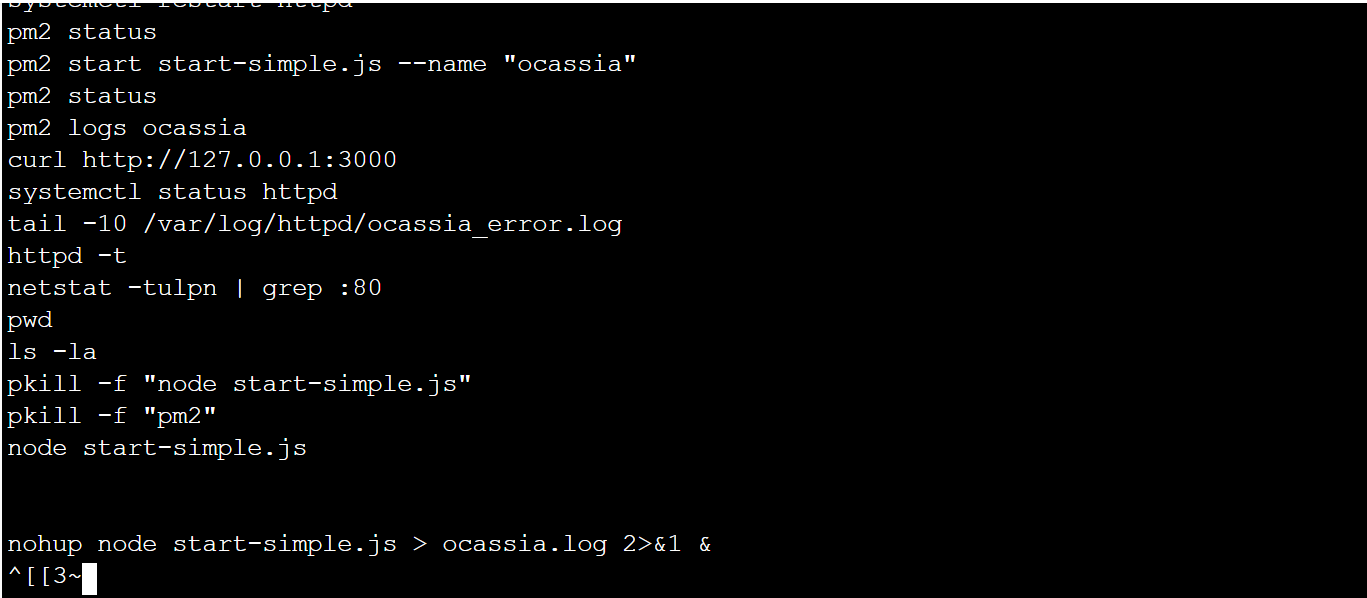 systemctl restart httpd
pm2 status
pm2 start start-simple.js --name "ocassia"
pm2 status
pm2 logs ocassia
curl http://127.0.0.1:3000
systemctl status httpd
tail -10 /var/log/httpd/ocassia_error.log
httpd -t
netstat -tulpn | grep :80
pwd
ls -la
pkill -f "node start-simple.js"
pkill -f "pm2"
node start-simple.js
nohup node start-simple.js > ocassia.log 2>&1 &
^[[3~